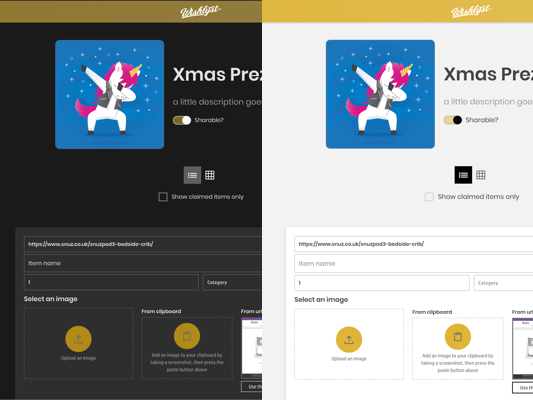 Wishlyst
Xmas Prez
a little description goe
Sharable?
Show claimed items only
https://www.snuz.co.uk/snuzpod3-bedside-crib/
Item name
1
Category
Select an image
Upload an image
From clipboard
Add an image to your clipboard by
taking a screenshot, then press the
paste button above
From url
Use th
Wishlyst
Xmas Prez
a little description goe
Sharable?
Show claimed items only
https://www.snuz.co.uk/snuzpod3-bedside-crib/
Item name
1
Category
Select an image
Upload an image
From clipboard
Add an image to your clipboard by
taking a screenshot, then press the
paste button above
From ur
Use the